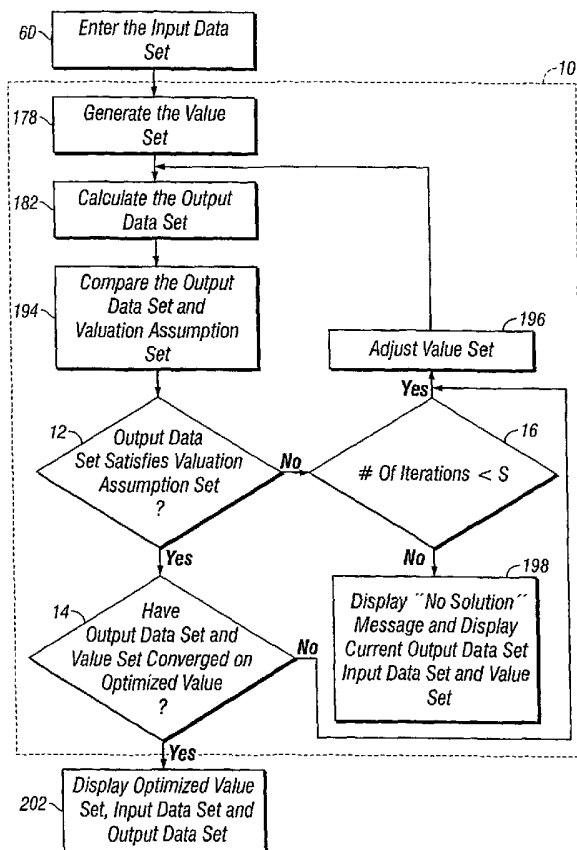 60
Enter the Input Data
Set
10
178
Generate the Value
Set
182
Calculate the Output
Data Set
194
Compare the Output
Data Set and
Valuation Assumption
Set
196
Adjust Value Set
Yes
12
Output Data
Set Satisfies Valuation
Assumption Set
?
No
16
# Of Iterations < S
Yes
No
14
Have
Output Data Set and
Value Set Converged on
Optimized Value
?
No
198
Display "No Solution"
Message and Display
Current Output Data Set
Input Data Set and Value
Set
Yes
202
Display Optimized Value
Set, Input Data Set and
Output Data Set